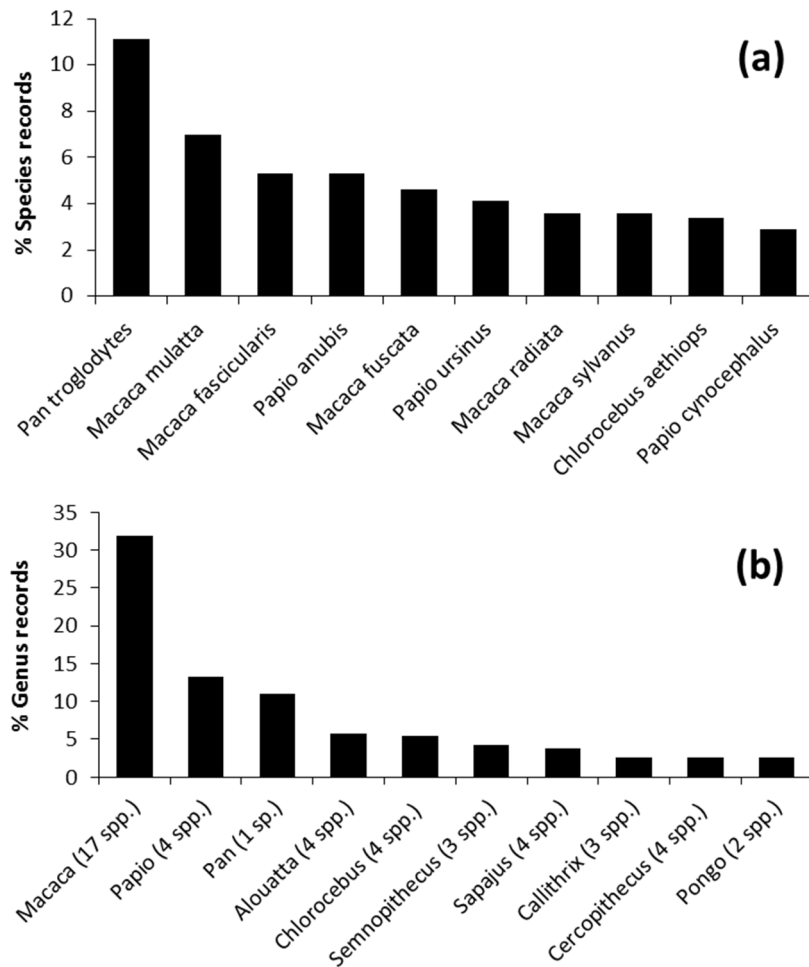 (a)
% Species records
12
10
8
6
4
2
0
Pan troglodytes
Macaca mulatta
Macaca fascicularis
Papio anubis
Macaca fuscata
Papio ursinus
Macaca radiata
Macaca sylvanus
Chlorocebus aethiops
Papio cynocephalus
(b)
% Genus records
35
30
25
20
15
10
5
0
Macaca (17 spp.)
Papio (4 spp.)
Pan (1 sp.)
Alouatta (4 spp.)
Chlorocebus (4 spp.)
Semnopithecus (3 spp.)
Sapajus (4 spp.)
Callithrix (3 spp.)
Cercopithecus (4 spp.)
Pongo (2 spp.)